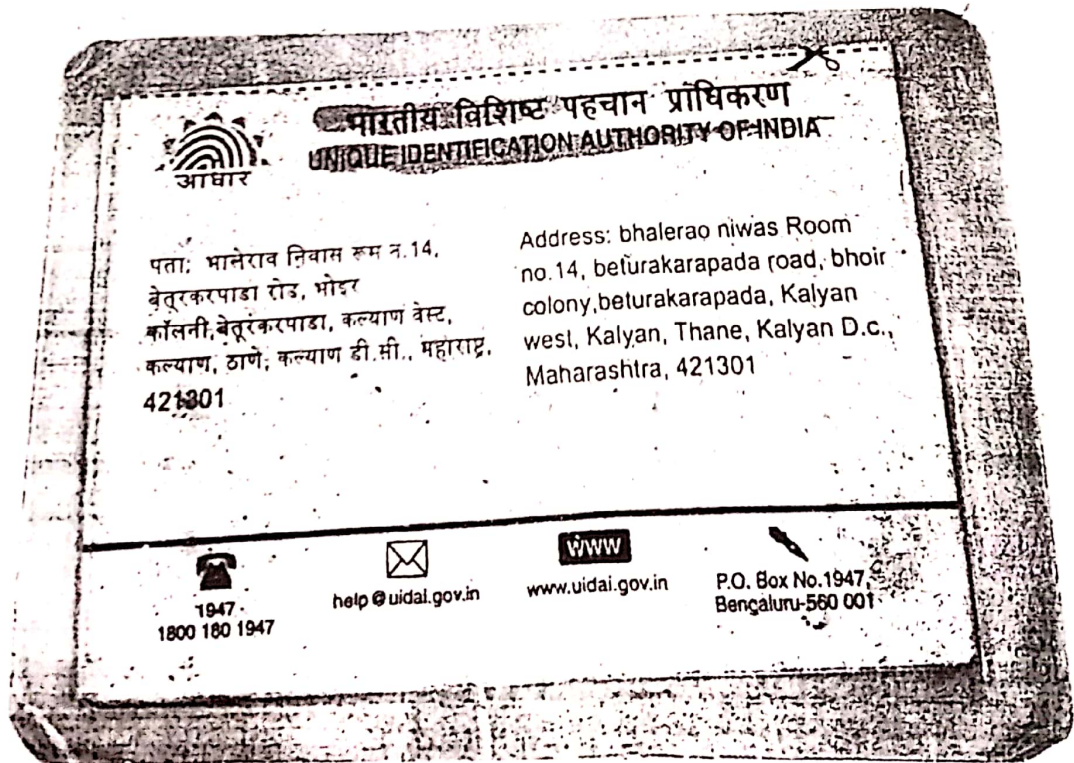 भारतीय विशिष्ट पहचान प्राधिकरण
UNIQUE IDENTIFICATION AUTHORITY OF INDIA
आधार
पता: भालेराव निवास रूम न.14,
बेतूरकरपाडा रोड, भोइर
कॉलनी,बेतूरकरपाडा, कल्याण वेस्ट,
कल्याण, ठाणे, कल्याण डी.सी., महाराष्ट्र,
421301
Address: bhalerao niwas Room
no.14, beturakarapada road, bhoir
colony,beturakarapada, Kalyan
west, Kalyan, Thane, Kalyan D.c.,
Maharashtra, 421301
1947
1800 180 1947
help@uidai.gov.in
www
www.uidai.gov.in
P.O. Box No.1947,
Bengaluru-560 001